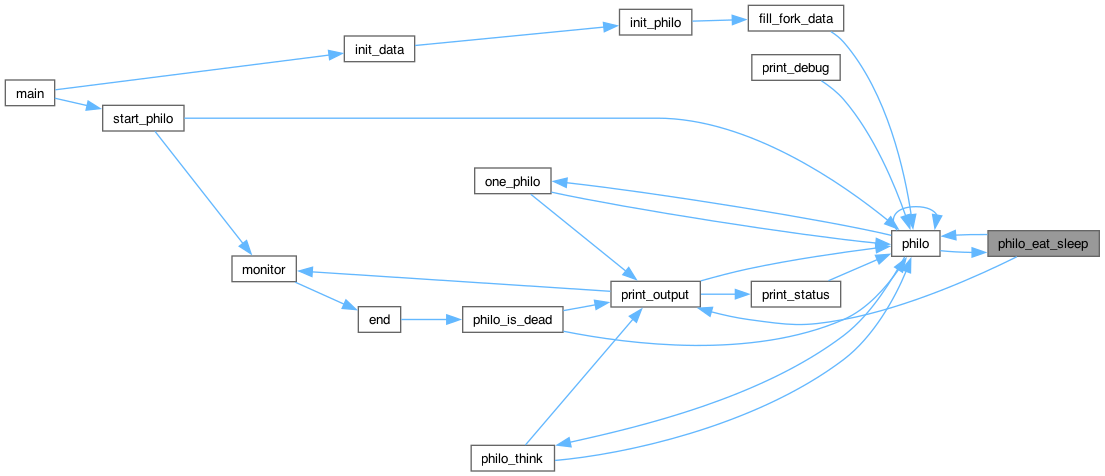 main
init_data
init_philo
fill_fork_data
print_debug
start_philo
one_philo
philo
philo_eat_sleep
monitor
print_output
print_status
end
philo_is_dead
philo_think